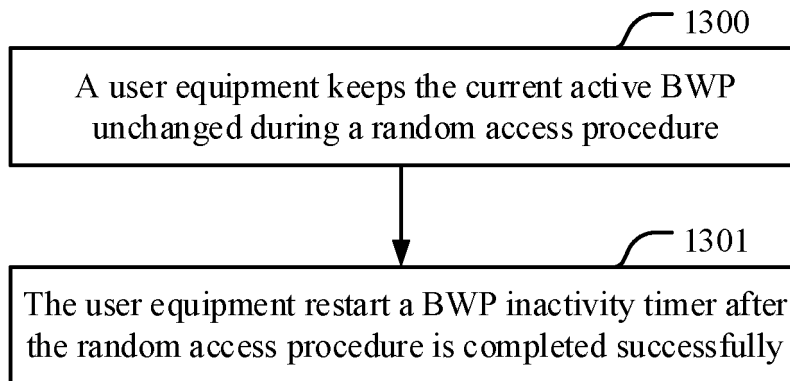 1300
A user equipment keeps the current active BWP
unchanged during a random access procedure
1301
The user equipment restart a BWP inactivity timer after
the random access procedure is completed successfully